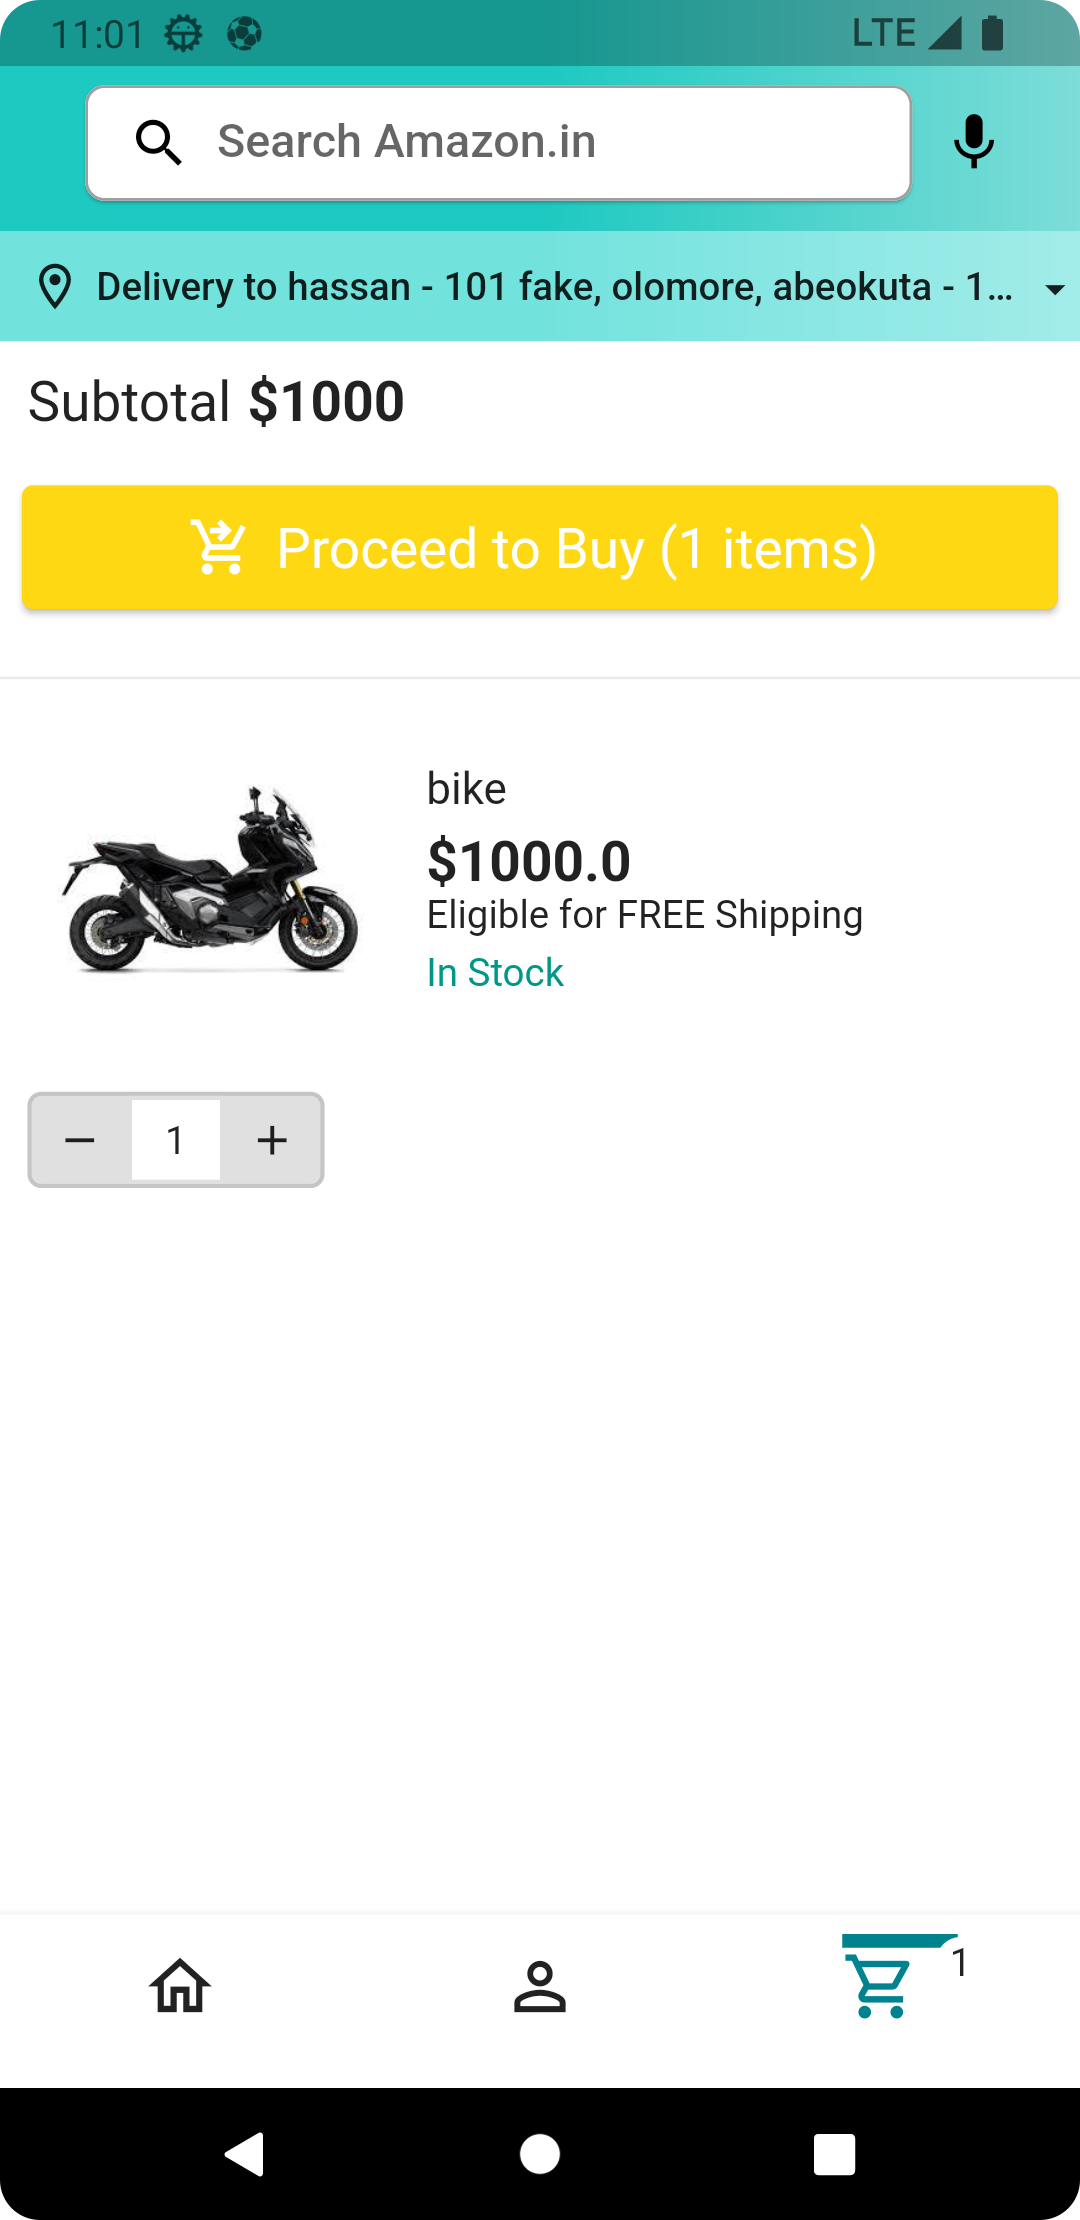 11:01 LTE
Search Amazon.in
Delivery to hassan - 101 fake, olomore, abeokuta - 1...
Subtotal $1000
Proceed to Buy (1 items)
bike
$1000.0
Eligible for FREE Shipping
In Stock
1
1